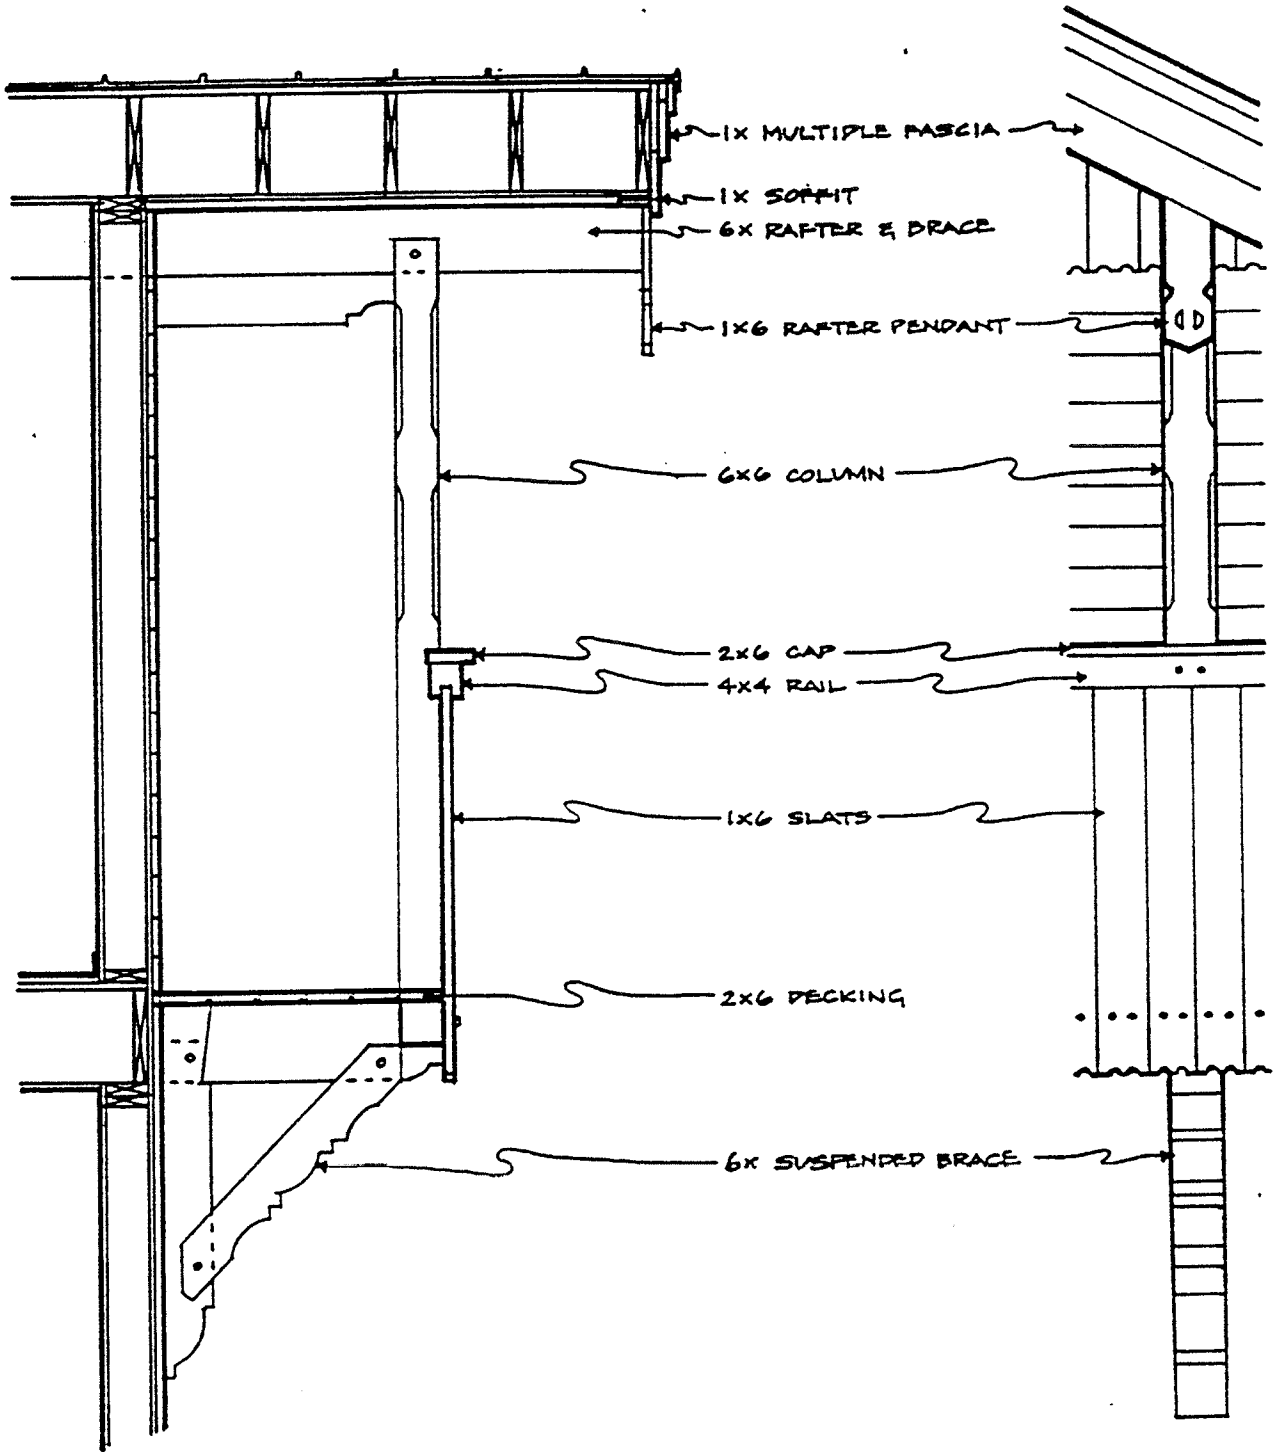 1X MULTIPLE FASCIA
1X SOFFIT
6X RAFTER & BRACE
1X6 RAFTER PENDANT
6X6 COLUMN
2X6 CAP
4X4 RAIL
1X6 SLATS
2X6 DECKING
6X SUSPENDED BRACE